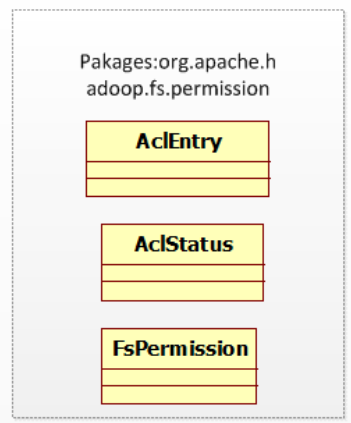 Pakages:org.apache.h
adoop.fs.permission
AclEntry
AclStatus
FsPermission